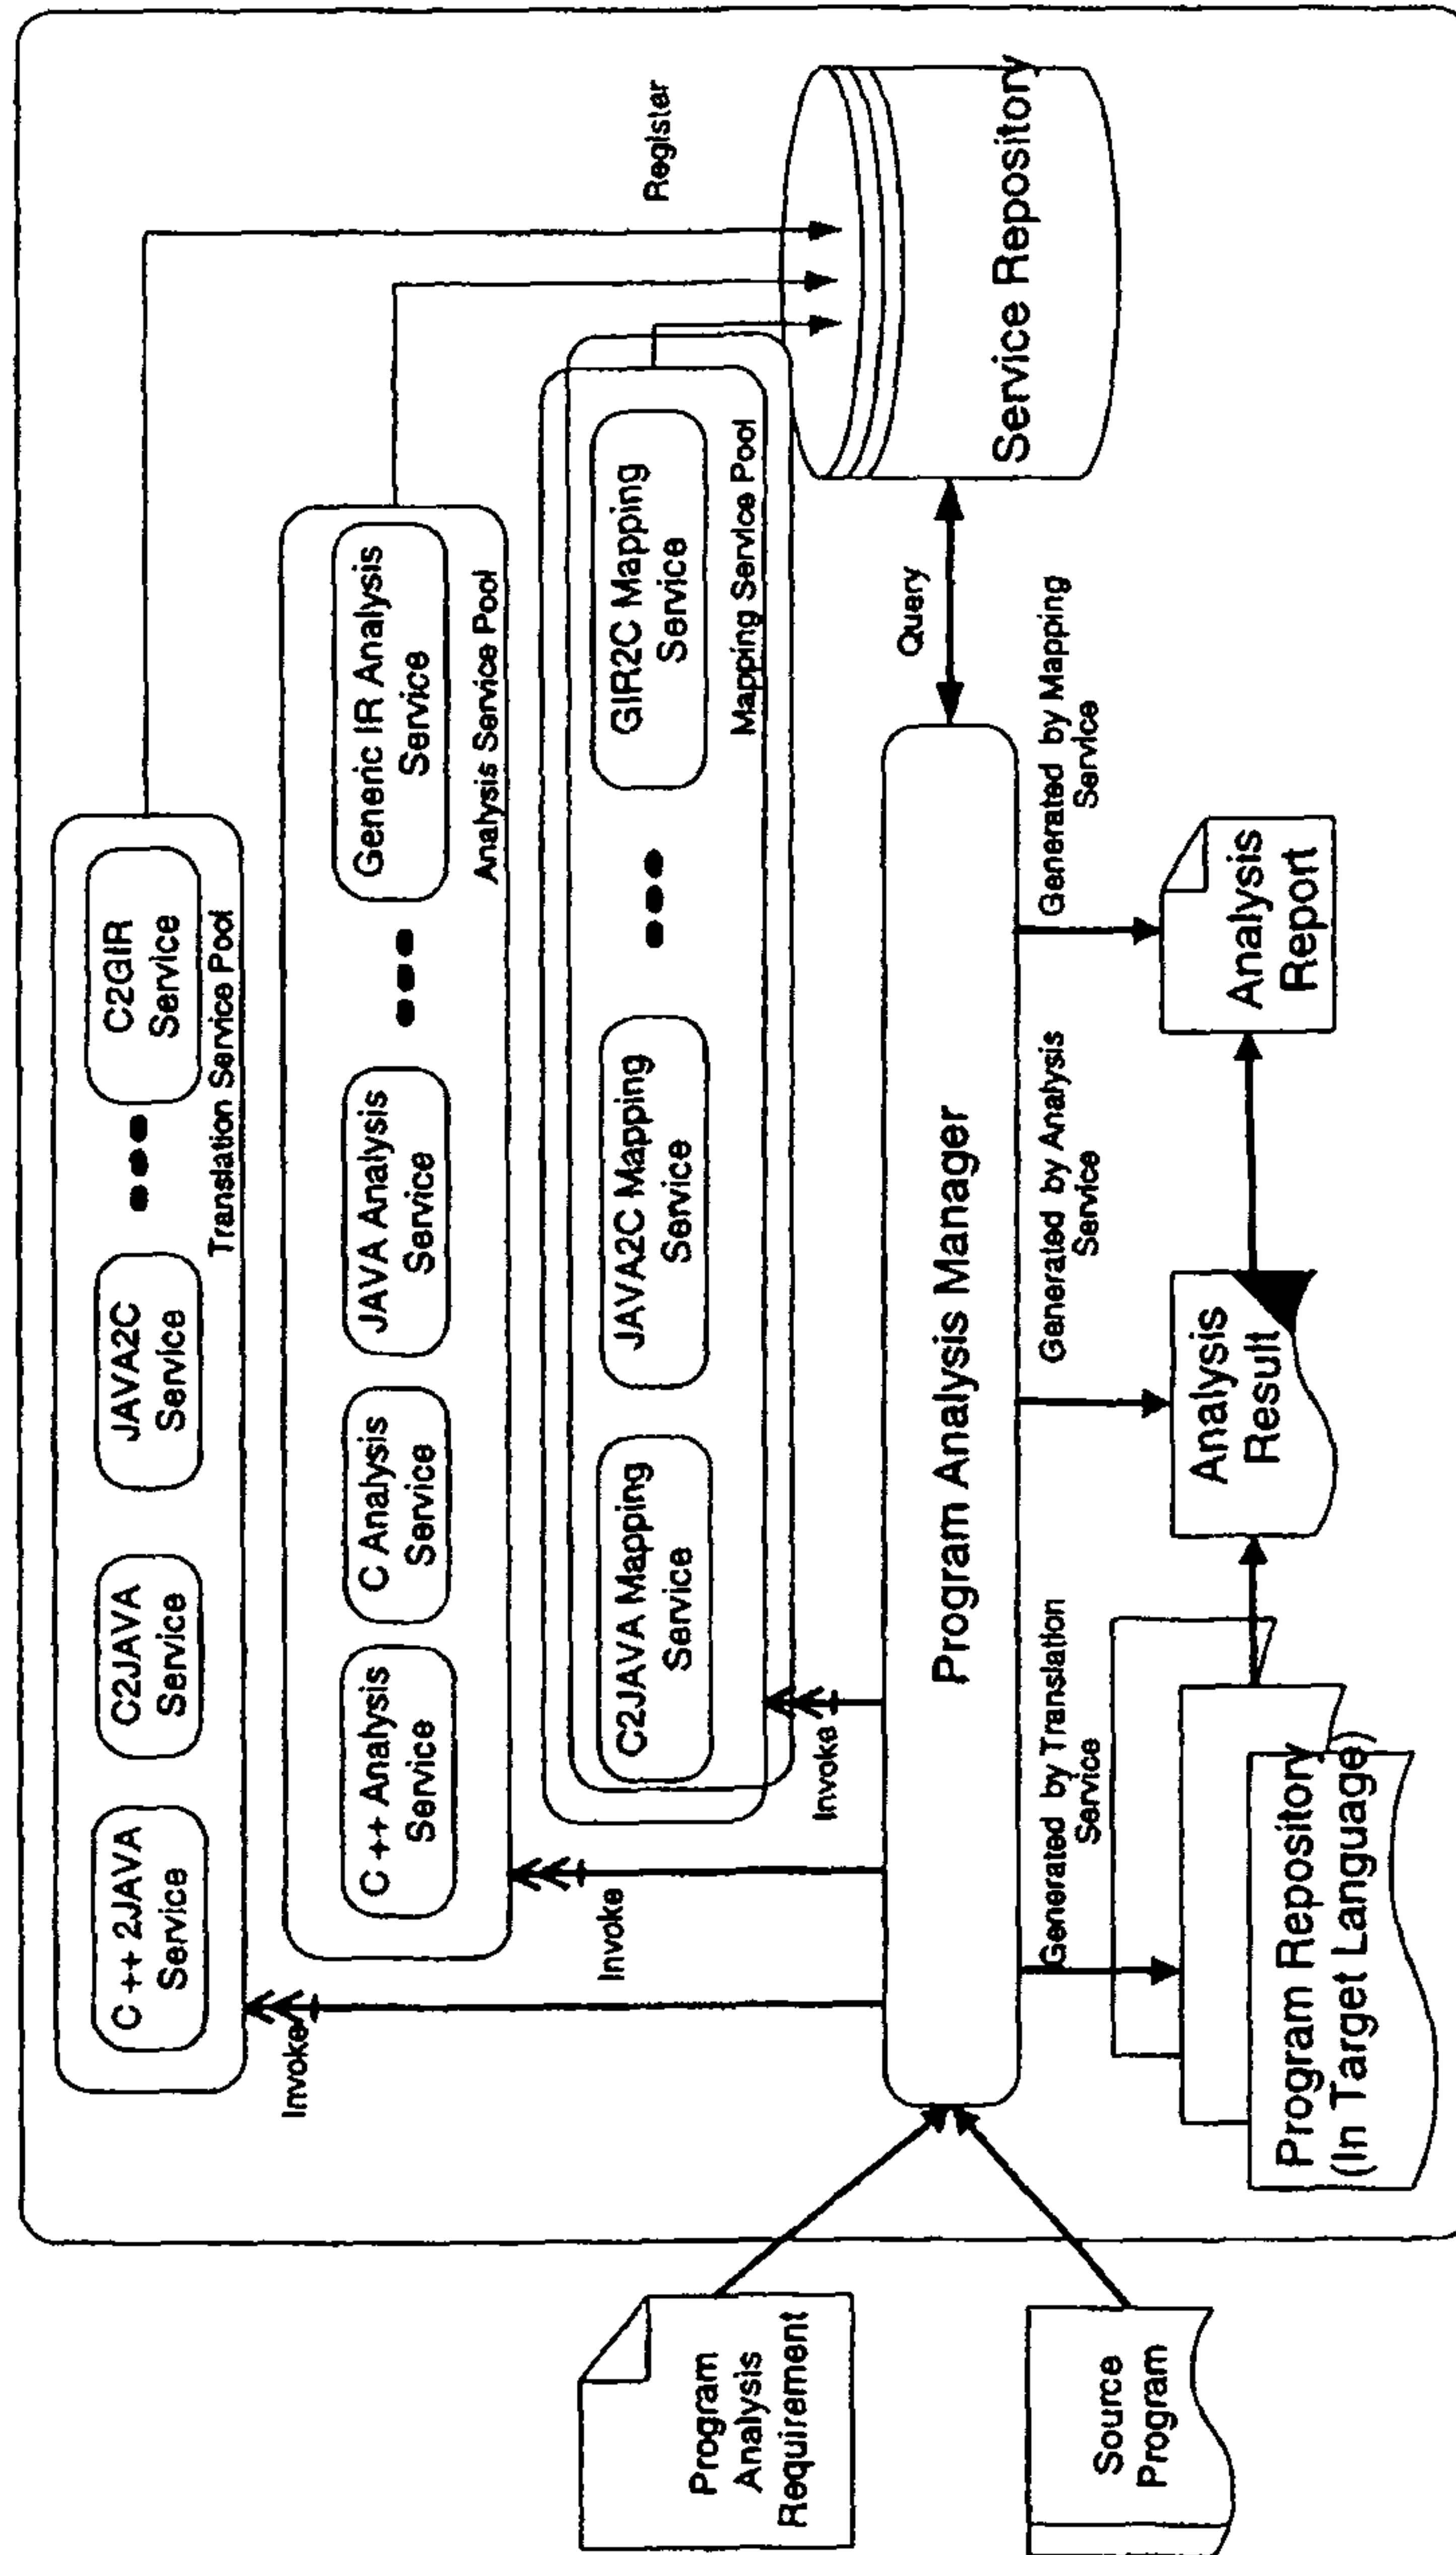 C ++ 2JAVA
Service
C2JAVA
Service
JAVA2C
Service
C2GIR
Service
Translation Service Pool
Invoke
C ++ Analysis
Service
C Analysis
Service
JAVA Analysis
Service
Generic IR Analysis
Service
Analysis Service Pool
Invoke
C2JAVA Mapping
Service
JAVA2C Mapping
Service
GIR2C Mapping
Service
Mapping Service Pool
Invoke
Register
Program
Analysis
Requirement
Source
Program
Program Analysis Manager
Query
Service Repository
Generated by Translation
Service
Generated by Analysis
Service
Generated by Mapping
Service
Program Repository
(In Target Language)
Analysis
Result
Analysis
Report